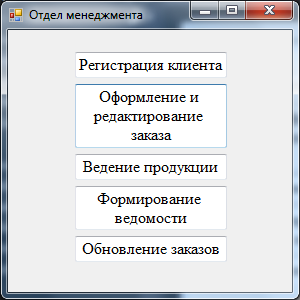 Отдел менеджмента
Регистрация клиента
Оформление и
редактирование
заказа
Ведение продукции
Формирование
ведомости
Обновление заказов